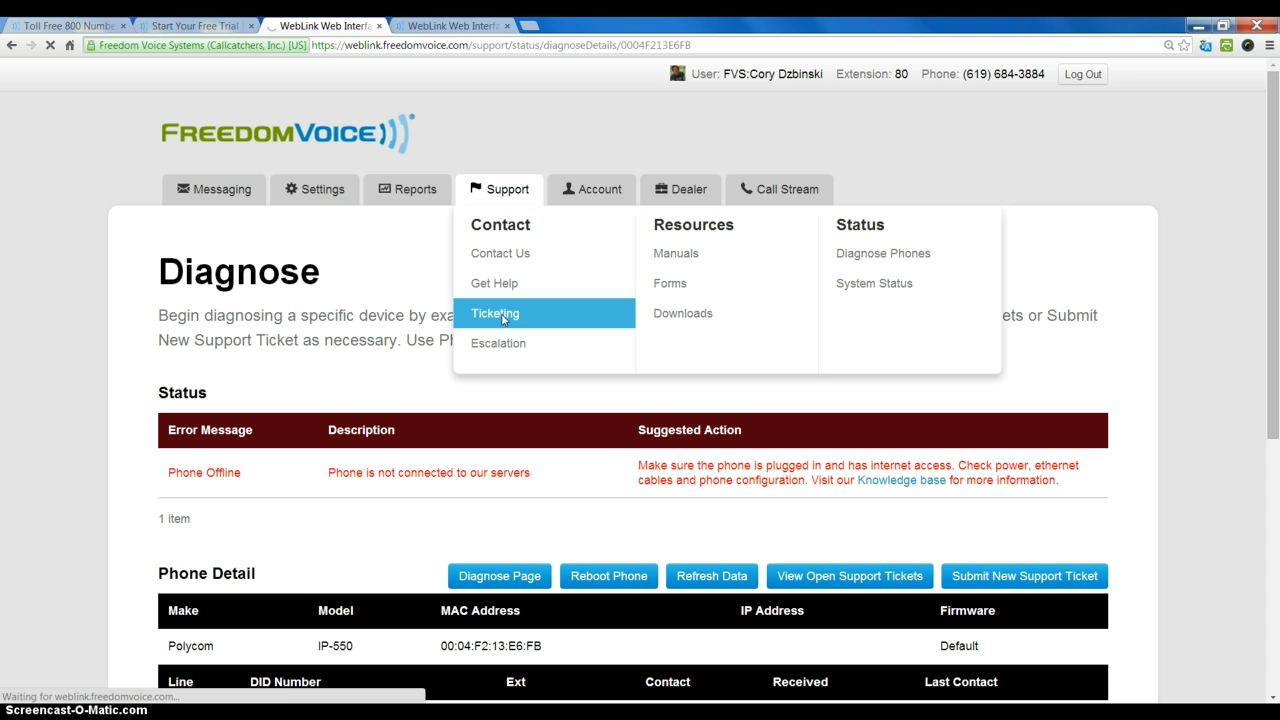 Toll Free 800 Numbe
Start Your Free Trial
WebLink Web Interfa
WebLink Web Interfa
Freedom Voice Systems (Callcatchers, Inc.) [US] https://weblink.freedomvoice.com/support/status/diagnoseDetails/0004F213E6FB
User: FVS:Cory Dzbinski Extension: 80 Phone: (619) 684-3884 Log Out
FREEDOMVOICE
Messaging Settings Reports Support Account Dealer Call Stream
Contact Resources Status
Contact Us Manuals Diagnose Phones
Get Help Forms System Status
Ticketing Downloads
Escalation
Diagnose
Begin diagnosing a specific device by exa ets or Submit
New Support Ticket as necessary. Use Ph
Status
Error Message Description Suggested Action
Phone Offline Phone is not connected to our servers Make sure the phone is plugged in and has internet access. Check power, ethernet
cables and phone configuration. Visit our Knowledge base for more information.
1 item
Phone Detail Diagnose Page Reboot Phone Refresh Data View Open Support Tickets Submit New Support Ticket
Make Model MAC Address IP Address Firmware
Polycom IP-550 00:04:F2:13:E6:FB Default
Line DID Number Ext Contact Received Last Contact
Waiting for weblink.freedomvoice.com...
Screencast-O-Matic.com